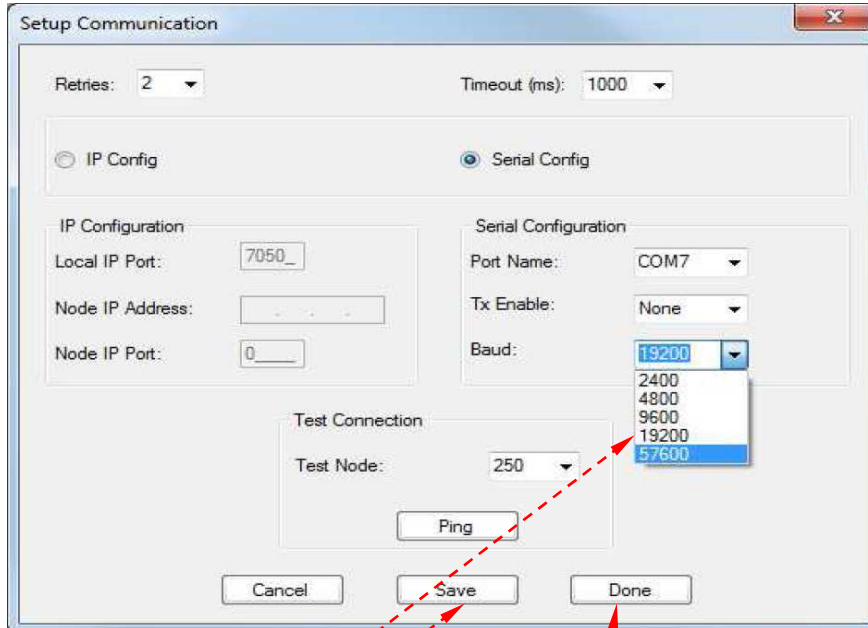 Setup Communication
Retries: 2
Timeout (ms): 1000
IP Config
Serial Config
IP Configuration
Local IP Port: 7050_
Node IP Address: . . .
Node IP Port: 0____
Serial Configuration
Port Name: COM7
Tx Enable: None
Baud: 19200
2400
4800
9600
19200
57600
Test Connection
Test Node: 250
Ping
Cancel
Save
Done